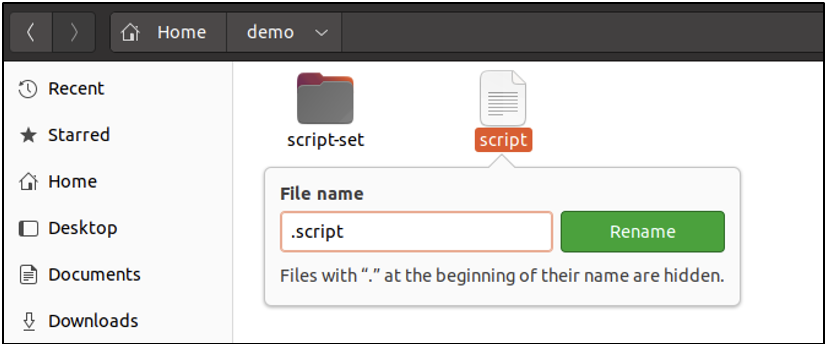 Home demo
Recent
Starred
Home
Desktop
Documents
Downloads
script-set script
File name
.script Rename
Files with “.” at the beginning of their name are hidden.